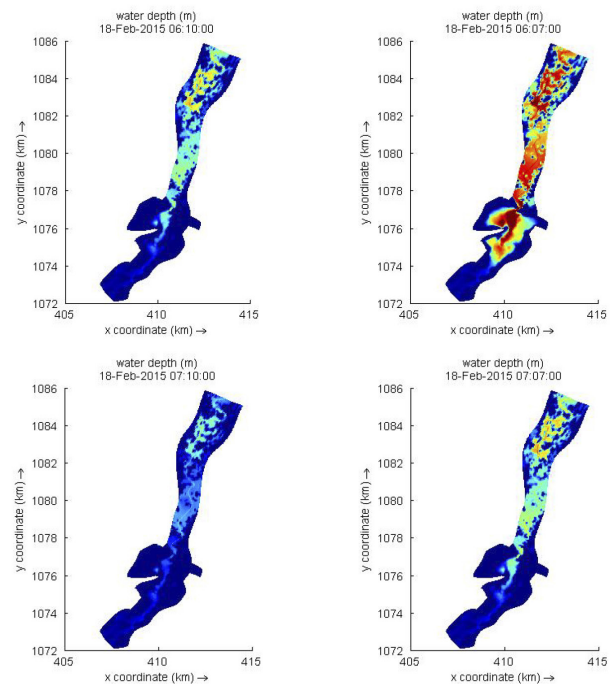 water depth (m)
18-Feb-2015 06:10:00
1086
1084
1082
1080
1078
1076
1074
1072
405
410
415
y coordinate (km) →
x coordinate (km) →
water depth (m)
18-Feb-2015 06:07:00
1086
1084
1082
1080
1078
1076
1074
1072
405
410
415
y coordinate (km) →
x coordinate (km) →
water depth (m)
18-Feb-2015 07:10:00
1086
1084
1082
1080
1078
1076
1074
1072
405
410
415
y coordinate (km) →
x coordinate (km) →
water depth (m)
18-Feb-2015 07:07:00
1086
1084
1082
1080
1078
1076
1074
1072
405
410
415
y coordinate (km) →
x coordinate (km) →